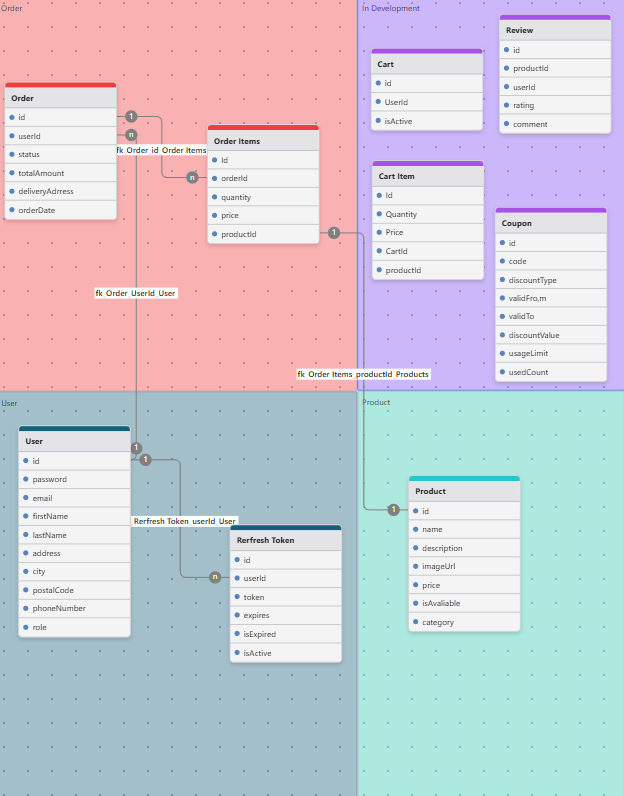 Order
Order
id
userId
status
totalAmount
deliveryAdrress
orderDate
1
n
fk_Order_id_Order Items
n
Order Items
Id
orderId
quantity
price
productId
1
fk_Order_UserId_User
fk_Order Items_productId_Products
In Development
Cart
id
UserId
isActive
Review
id
productId
userId
rating
comment
Cart Item
Id
Quantity
Price
CartId
productId
Coupon
id
code
discountType
validFro,m
validTo
discountValue
usageLimit
usedCount
User
User
id
password
email
firstName
lastName
address
city
postalCode
phoneNumber
role
1
1
Rerfresh Token_userId_User
n
Rerfresh Token
id
userId
token
expires
isExpired
isActive
Product
1
Product
id
name
description
imageUrl
price
isAvaliable
category